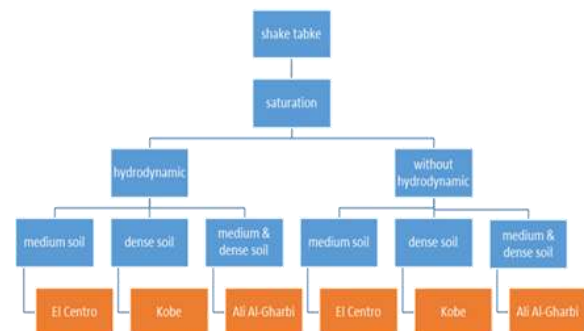 shake tabke
saturation
hydrodynamic
without
hydrodynamic
medium soil
dense soil
medium &
dense soil
medium soil
dense soil
medium &
dense soil
El Centro
Kobe
Ali Al-Gharbi
El Centro
Kobe
Ali Al-Gharbi